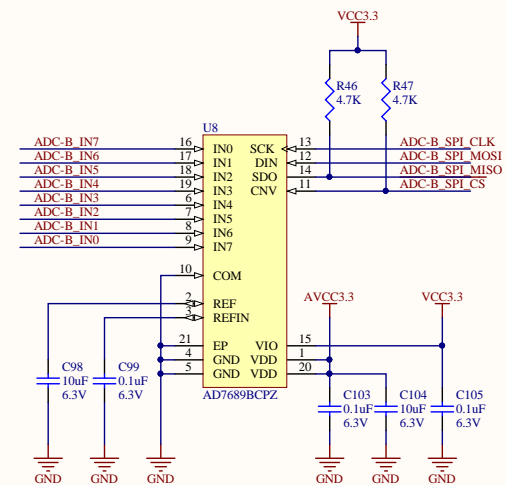 VCC3.3
R46
4.7K
R47
4.7K
U8
ADC-B_IN7 16 IN0 SCK 13 ADC-B_SPI_CLK
ADC-B_IN6 17 IN1 DIN 12 ADC-B_SPI_MOSI
ADC-B_IN5 18 IN2 SDO 14 ADC-B_SPI_MISO
ADC-B_IN4 19 IN3 CNV 11 ADC-B_SPI_CS
ADC-B_IN3 6 IN4
ADC-B_IN2 7 IN5
ADC-B_IN1 8 IN6
ADC-B_IN0 9 IN7
10 COM
AVCC3.3 VCC3.3
2 REF
3 REFIN
21 EP VIO 15
4 GND VDD 1
5 GND VDD 20
AD7689BCPZ
C98
10uF
6.3V
C99
0.1uF
6.3V
C103
0.1uF
6.3V
C104
10uF
6.3V
C105
0.1uF
6.3V
GND GND GND GND GND GND